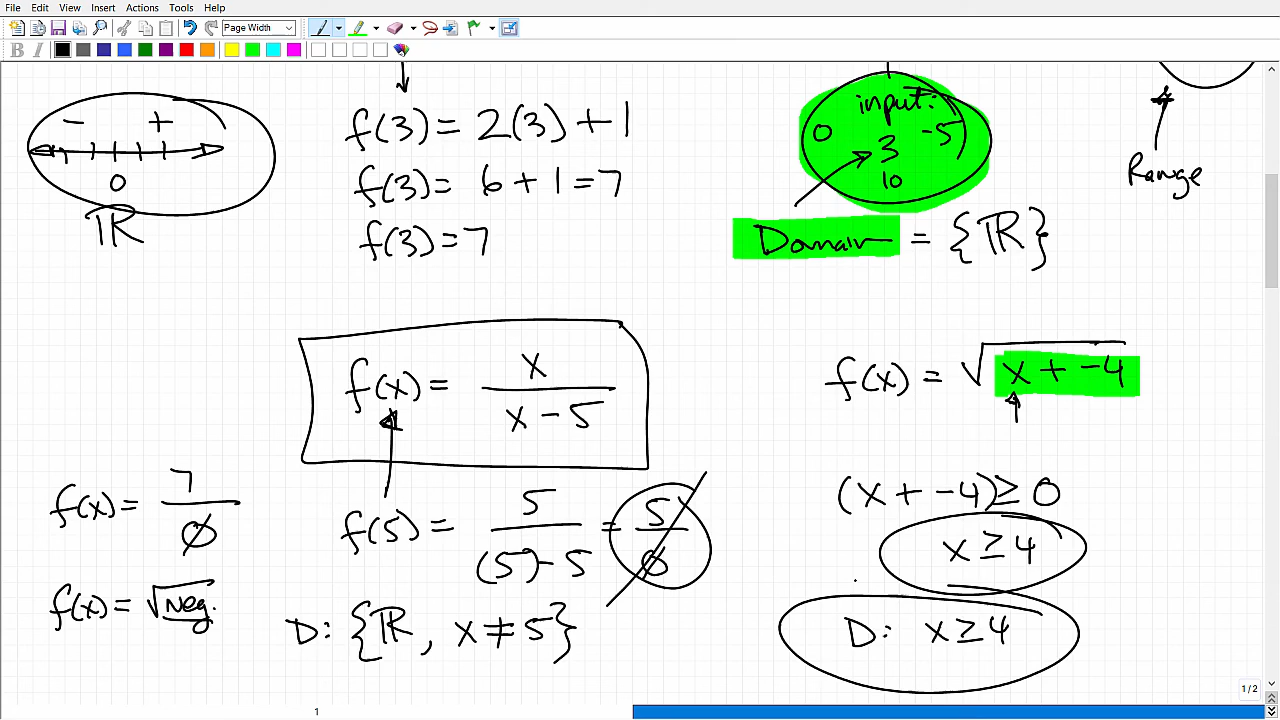 File Edit View Insert Actions Tools Help
Page Width
B I
− +
0
ℝ
f(3) = 2(3) + 1
f(3) = 6 + 1 = 7
f(3) = 7
input:
0 3 -5
10
Domain = {ℝ}
Range
f(x) = x / (x − 5)
f(x) = √(x + -4)
f(x) = 7/0
f(5) = 5 / ((5) − 5) = 5/0
(x + -4) ≥ 0
x ≥ 4
f(x) = √neg.
D: {ℝ, x ≠ 5}
D: x ≥ 4
1/2
1